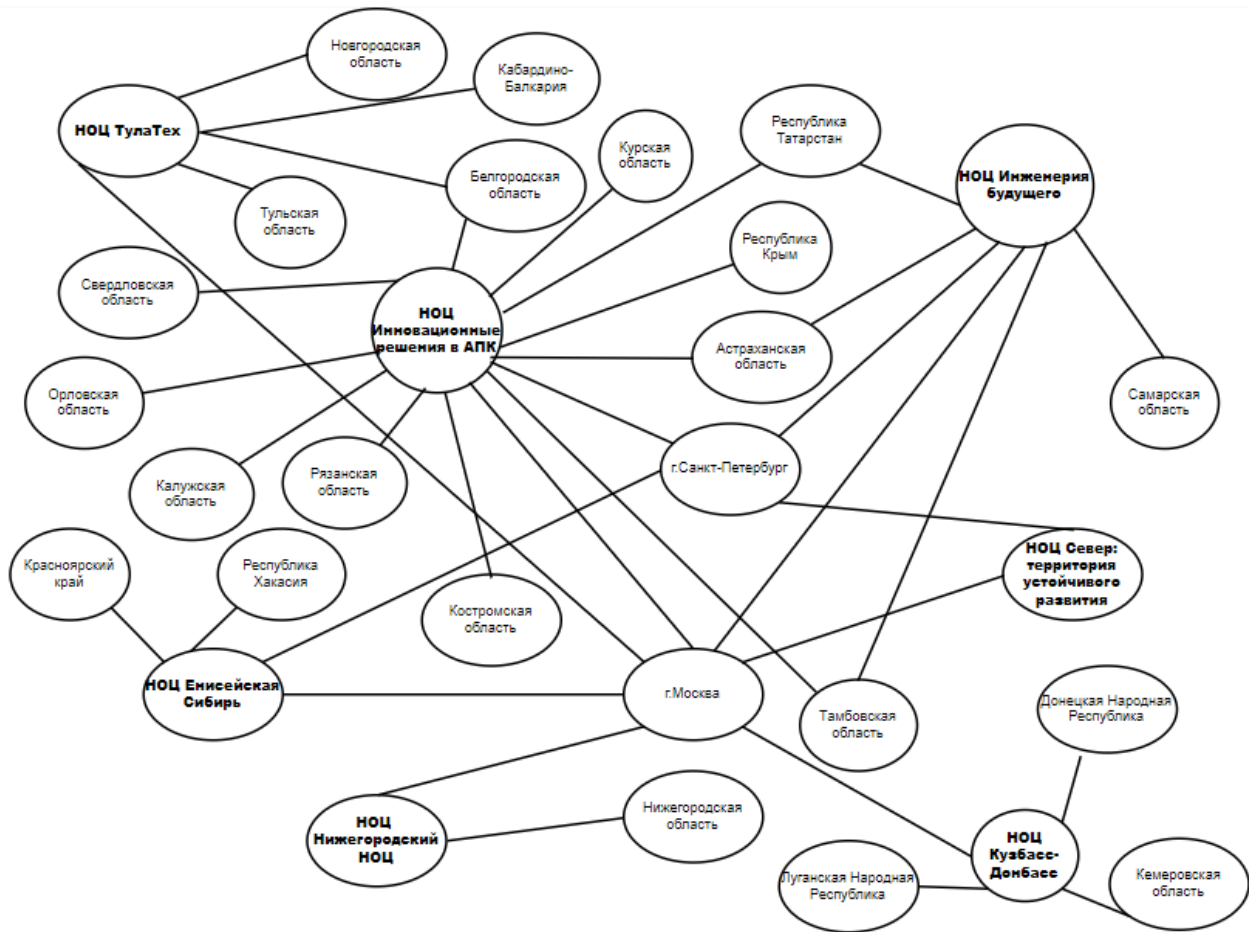 Новгородская
область
Кабардино-
Балкария
НОЦ ТулаТех
Республика
Татарстан
Курская
область
Белгородская
область
НОЦ Инженерия
будущего
Тульская
область
Республика
Крым
Свердловская
область
НОЦ
Инновационные
решения в АПК
Астраханская
область
Орловская
область
Самарская
область
г.Санкт-Петербург
Рязанская
область
Калужская
область
Красноярский
край
Республика
Хакасия
НОЦ Север:
территория
устойчивого
развития
Костромская
область
НОЦ Енисейская
Сибирь
г.Москва
Тамбовская
область
Донецкая Народная
Республика
НОЦ
Нижегородский
НОЦ
Нижегородская
область
НОЦ
Кузбасс-
Донбасс
Луганская Народная
Республика
Кемеровская
область